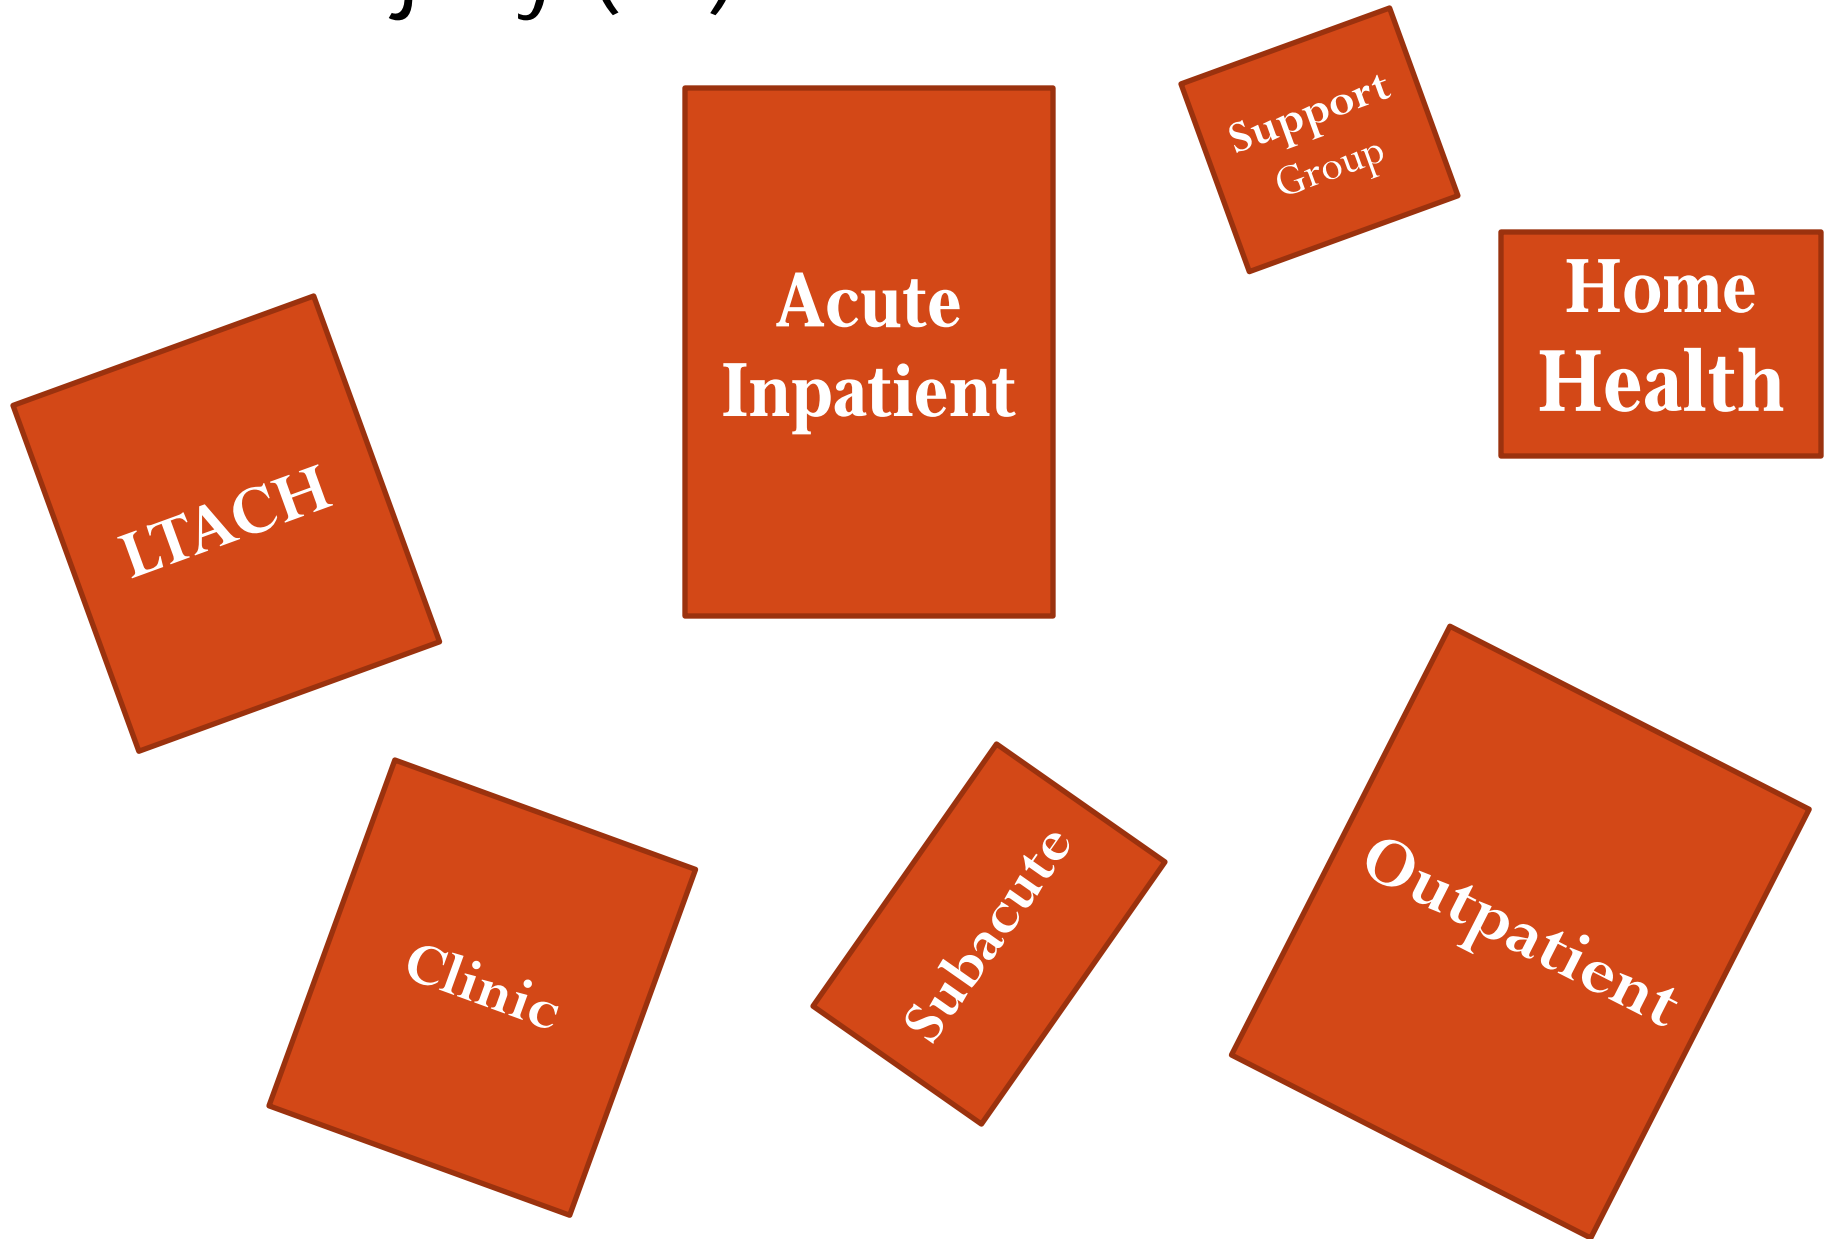 Support
Group
Acute
Inpatient
Home
Health
LTACH
Clinic
Subacute
Outpatient